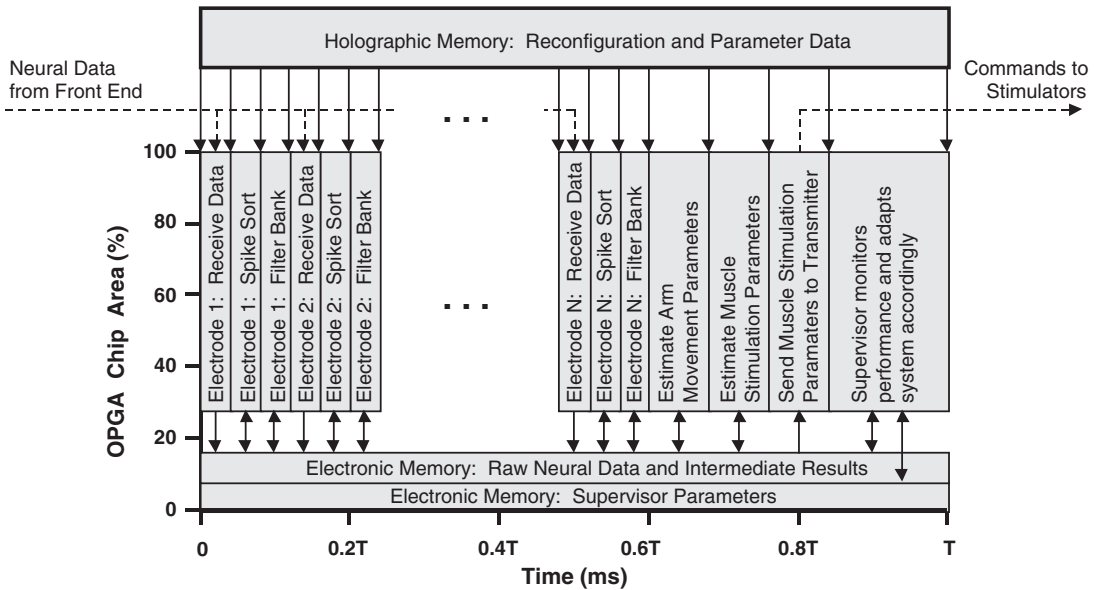 Holographic Memory: Reconfiguration and Parameter Data
Neural Data
from Front End
Commands to
Stimulators
. . .
OPGA Chip Area (%)
100
80
60
40
20
0
Electrode 1: Receive Data
Electrode 1: Spike Sort
Electrode 1: Filter Bank
Electrode 2: Receive Data
Electrode 2: Spike Sort
Electrode 2: Filter Bank
. . .
Electrode N: Receive Data
Electrode N: Spike Sort
Electrode N: Filter Bank
Estimate Arm
Movement Parameters
Estimate Muscle
Stimulation Parameters
Send Muscle Stimulation
Paramaters to Transmitter
Supervisor monitors
performance and adapts
system accordingly
Electronic Memory: Raw Neural Data and Intermediate Results
Electronic Memory: Supervisor Parameters
0
0.2T
0.4T
0.6T
0.8T
T
Time (ms)